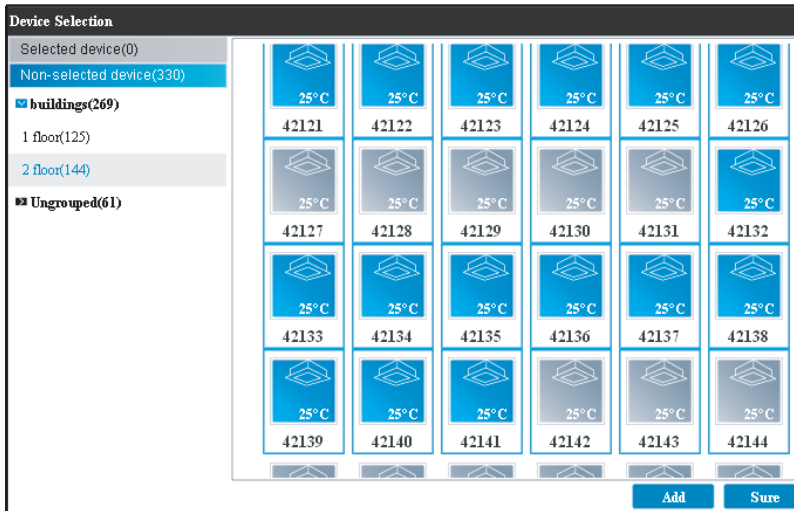 Device Selection
Selected device(0)
Non-selected device(330)
buildings(269)
1 floor(125)
2 floor(144)
Ungrouped(61)
25°C 25°C 25°C 25°C 25°C 25°C
42121 42122 42123 42124 42125 42126
25°C 25°C 25°C 25°C 25°C 25°C
42127 42128 42129 42130 42131 42132
25°C 25°C 25°C 25°C 25°C 25°C
42133 42134 42135 42136 42137 42138
25°C 25°C 25°C 25°C 25°C 25°C
42139 42140 42141 42142 42143 42144
Add Sure